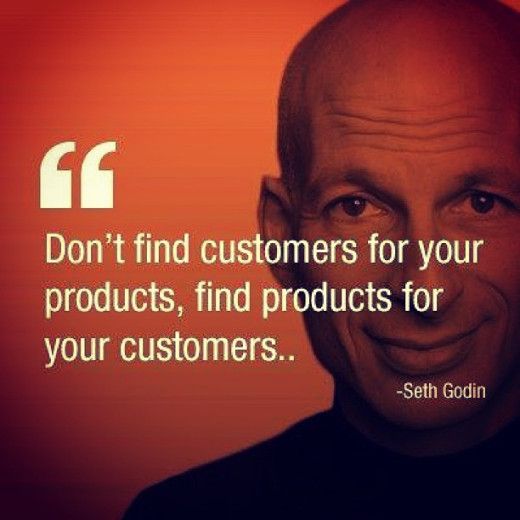 “
Don’t find customers for your
products, find products for
your customers..
-Seth Godin